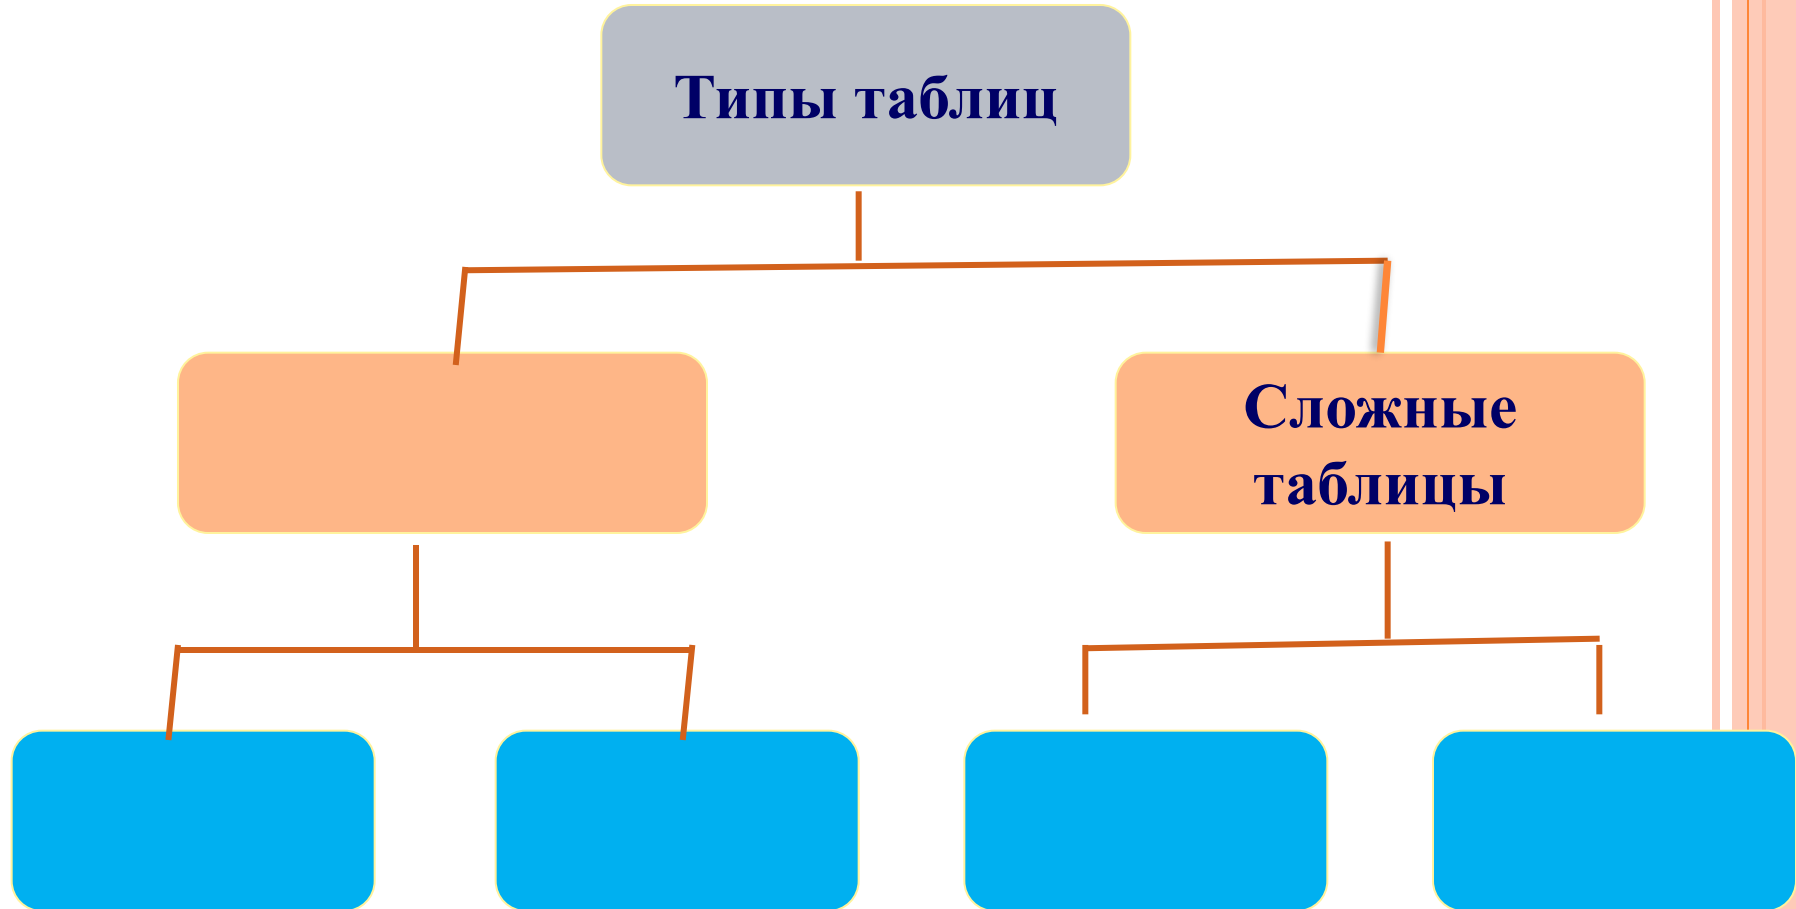 Типы таблиц
Сложные
таблицы